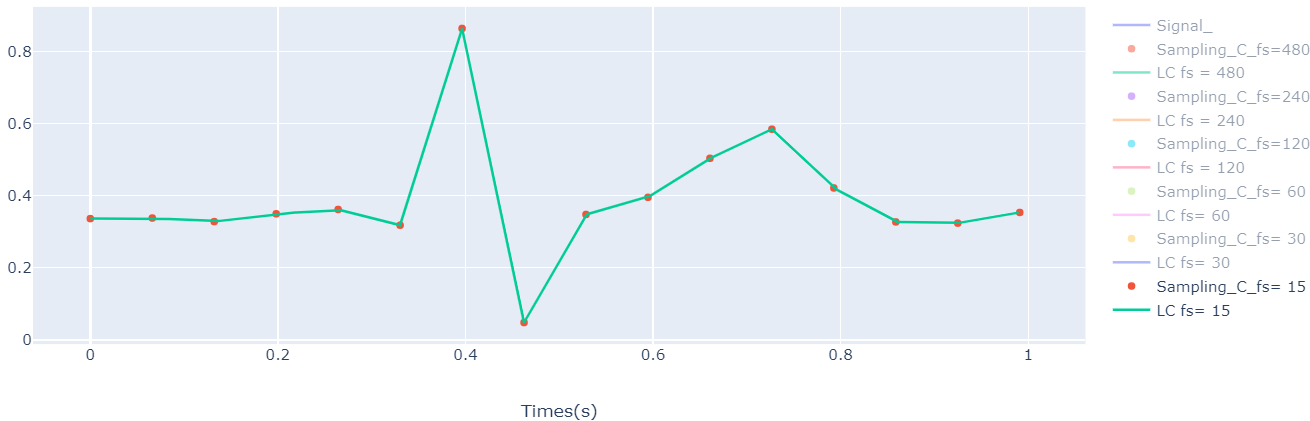 0.8
0.6
0.4
0.2
0
0
0.2
0.4
0.6
0.8
1
Times(s)
Signal_
Sampling_C_fs=480
LC fs = 480
Sampling_C_fs=240
LC fs = 240
Sampling_C_fs=120
LC fs = 120
Sampling_C_fs= 60
LC fs= 60
Sampling_C_fs= 30
LC fs= 30
Sampling_C_fs= 15
LC fs= 15